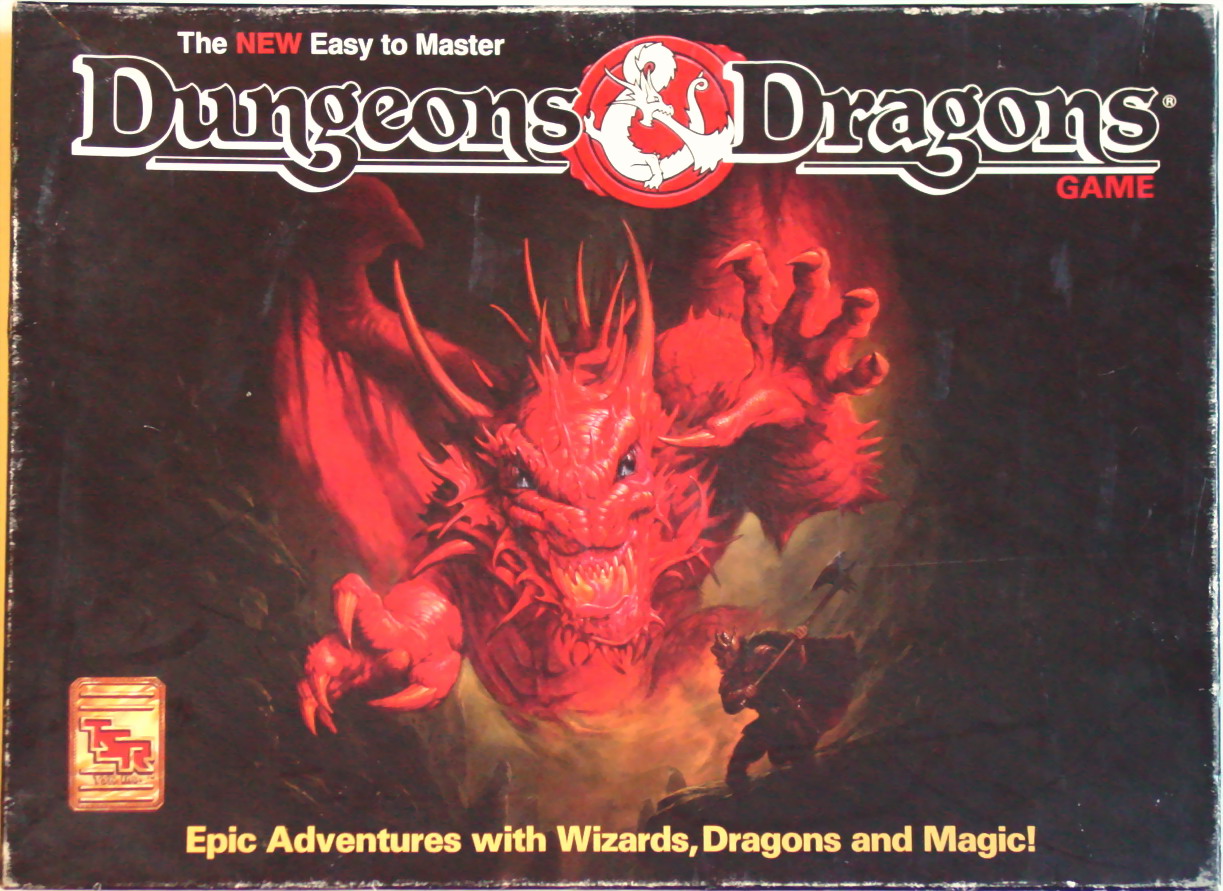 The NEW Easy to Master
Dungeons & Dragons®
GAME
TSR
Epic Adventures with Wizards, Dragons and Magic!